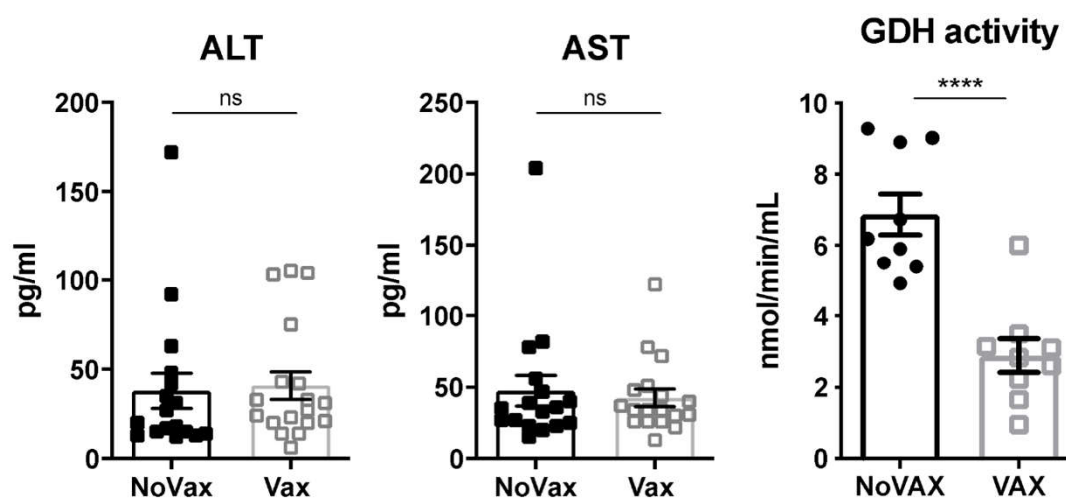 ALT
ns
200
150
100
50
0
pg/ml
NoVax Vax
AST
ns
250
200
150
100
50
0
pg/ml
NoVax Vax
GDH activity
****
10
8
6
4
2
0
nmol/min/mL
NoVAX VAX